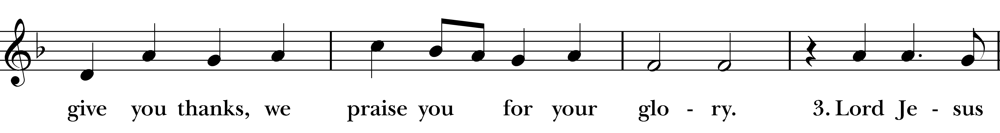 give you thanks, we praise you for your glo - ry. 3. Lord Je - sus